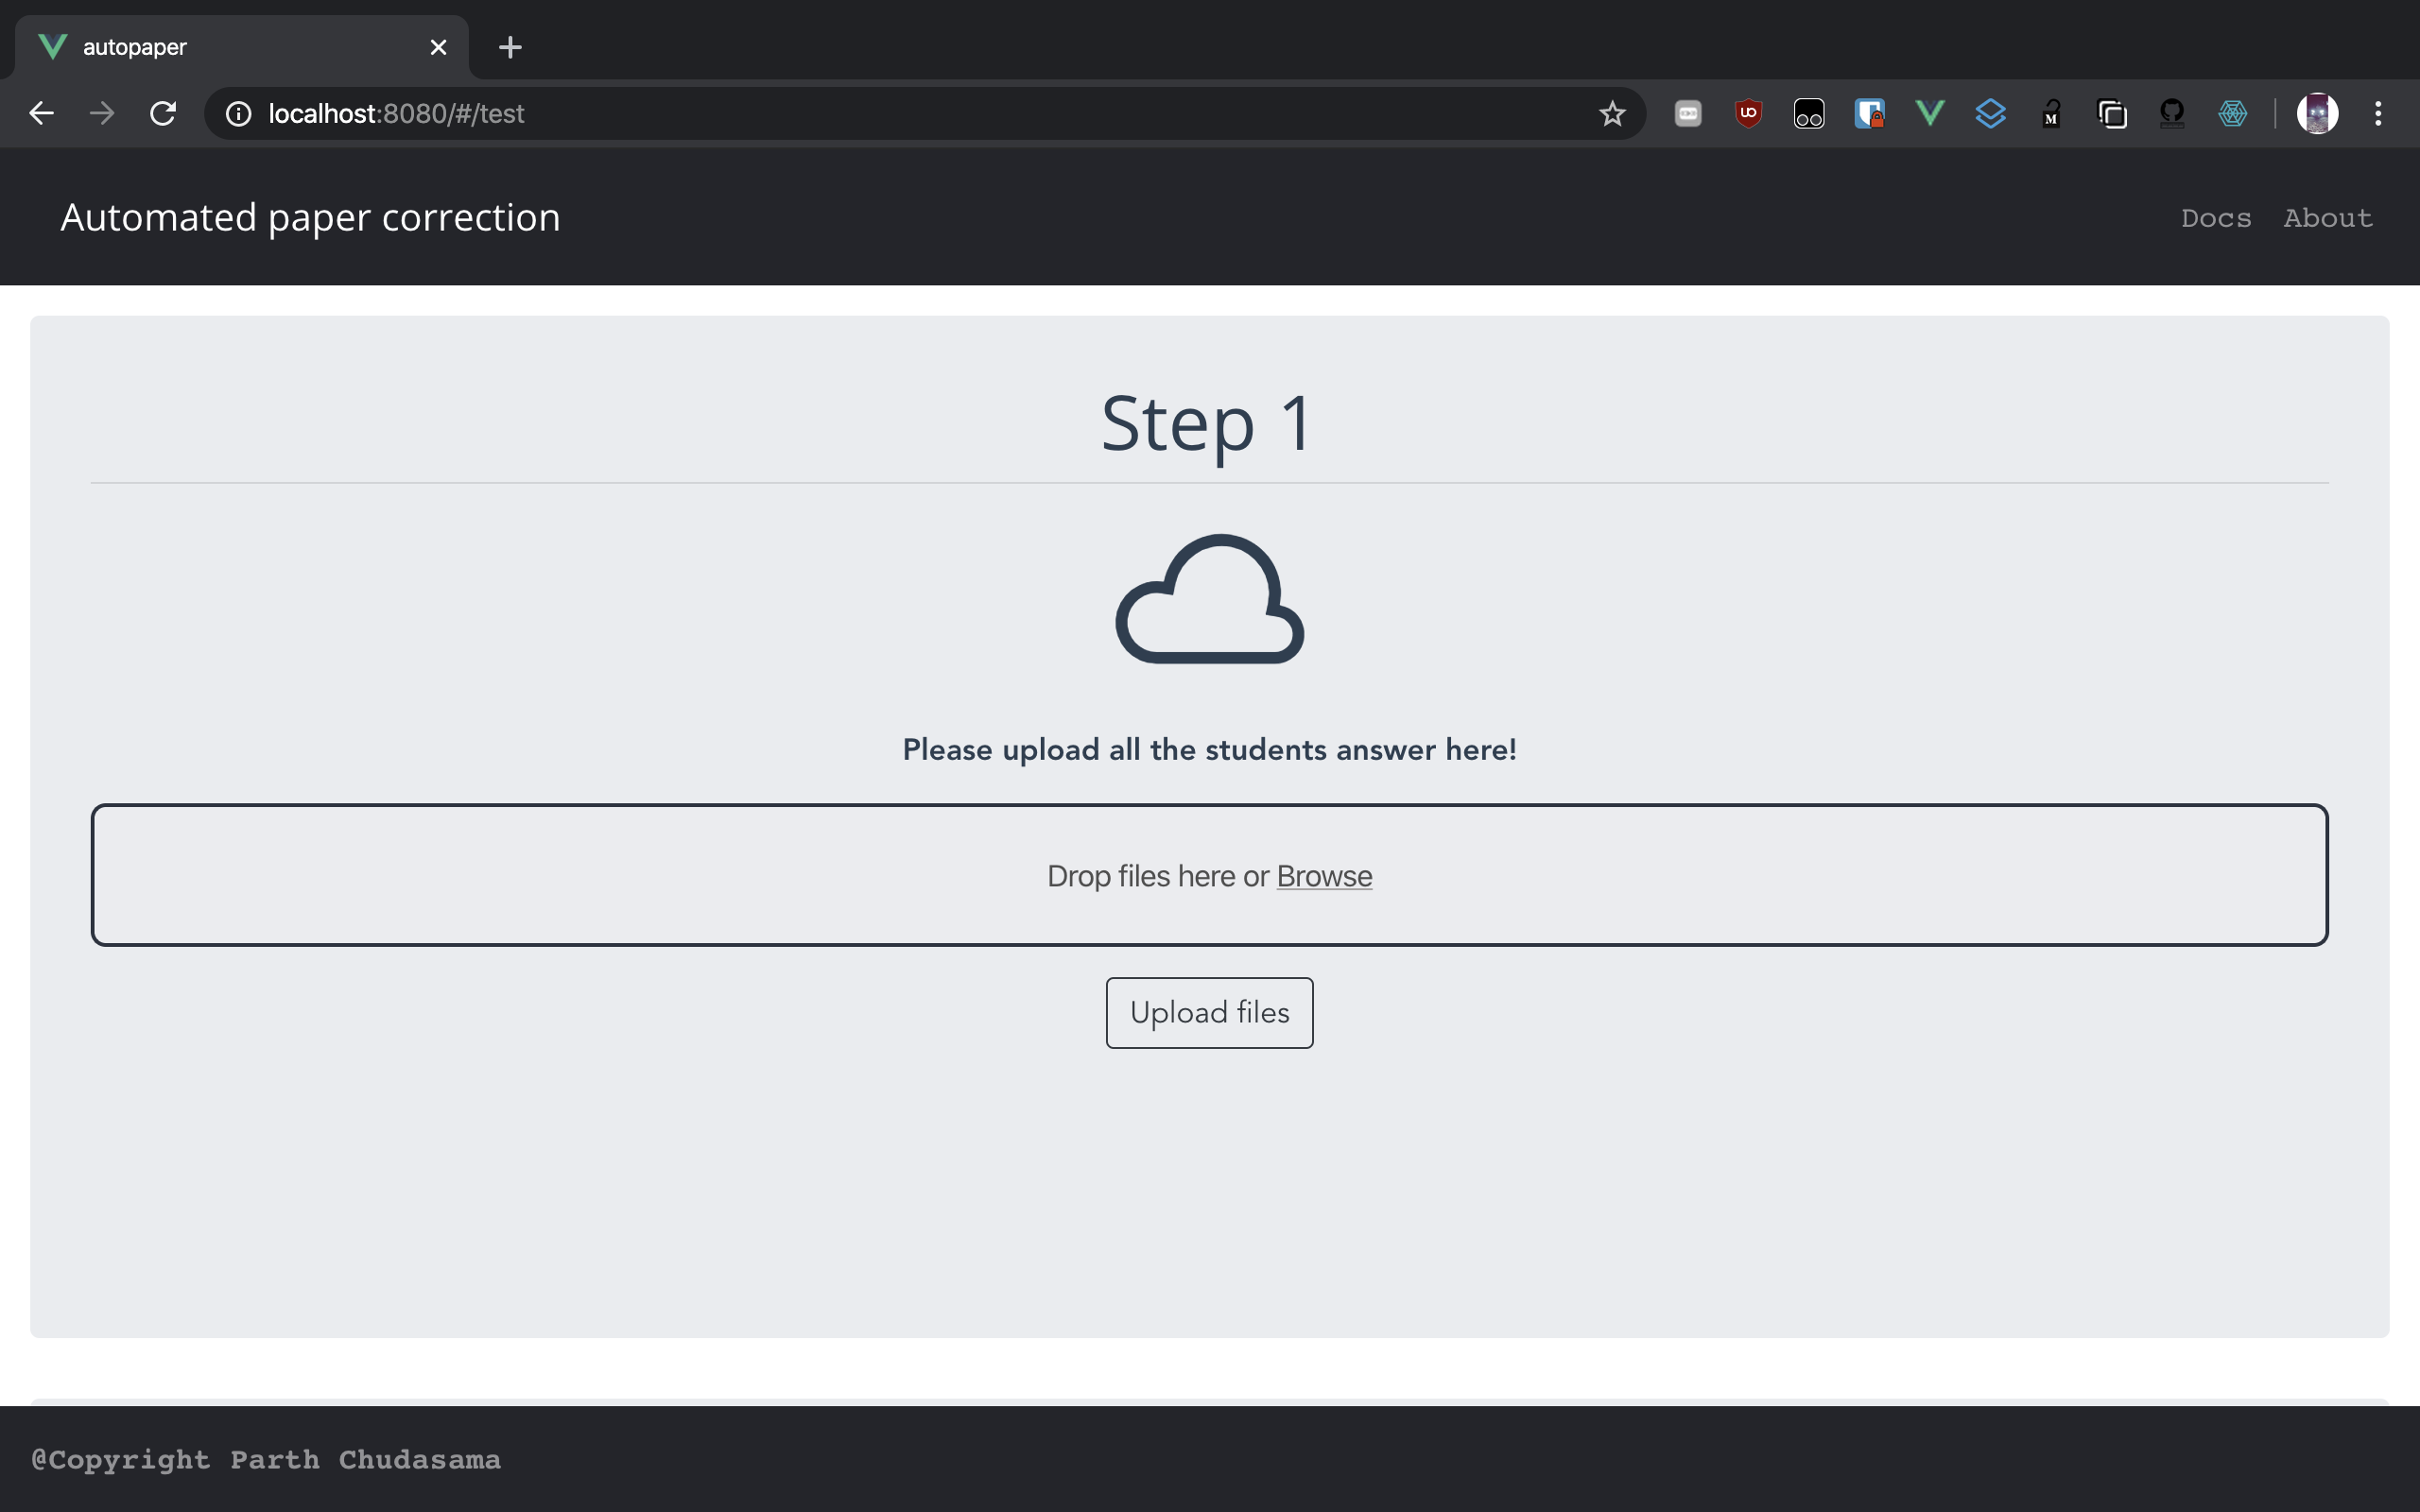 autopaper
localhost:8080/#/test
Automated paper correction
Docs About
Step 1
Please upload all the students answer here!
Drop files here or Browse
Upload files
@Copyright Parth Chudasama